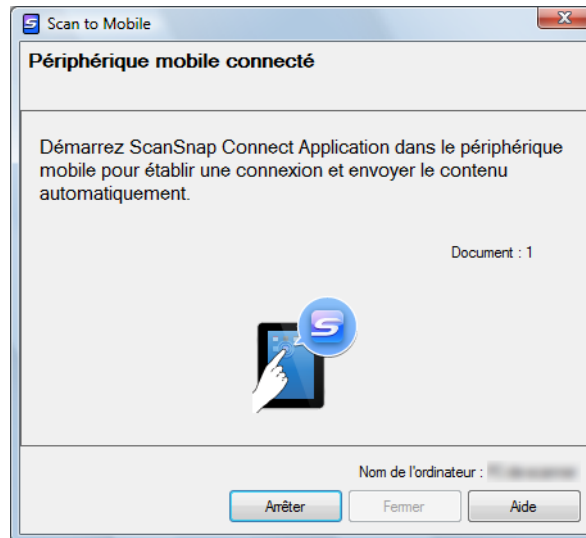 Scan to Mobile
Périphérique mobile connecté
Démarrez ScanSnap Connect Application dans le périphérique
mobile pour établir une connexion et envoyer le contenu
automatiquement.
Document : 1
S
Nom de l'ordinateur :
Arrêter Fermer Aide